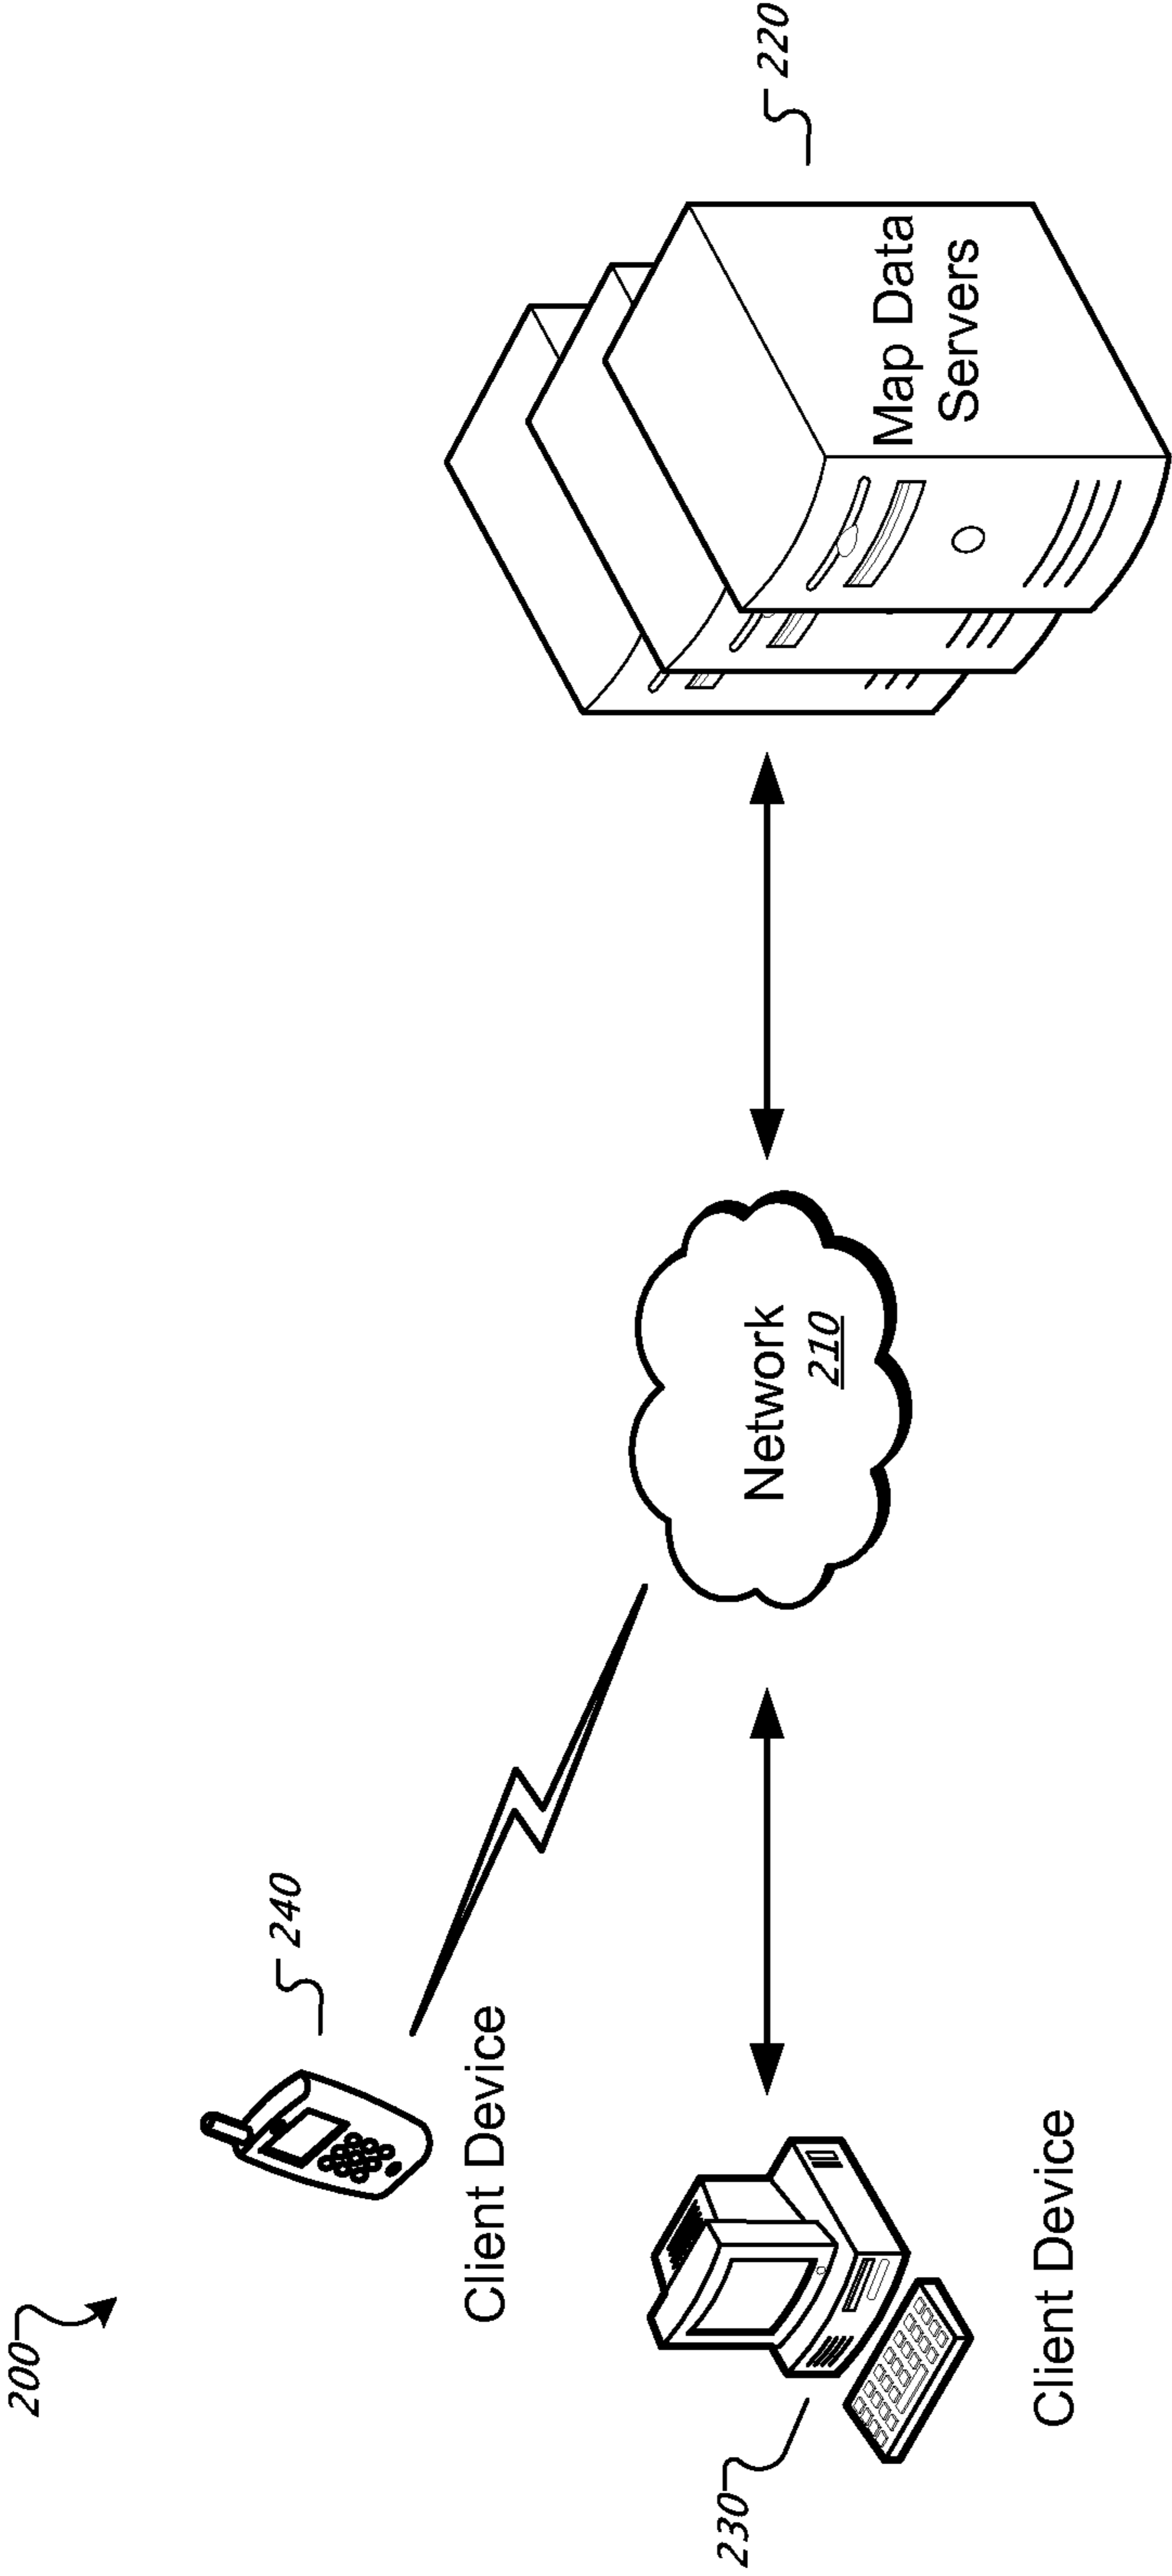 200
240
Client Device
230
Client Device
Network
210
220
Map Data
Servers